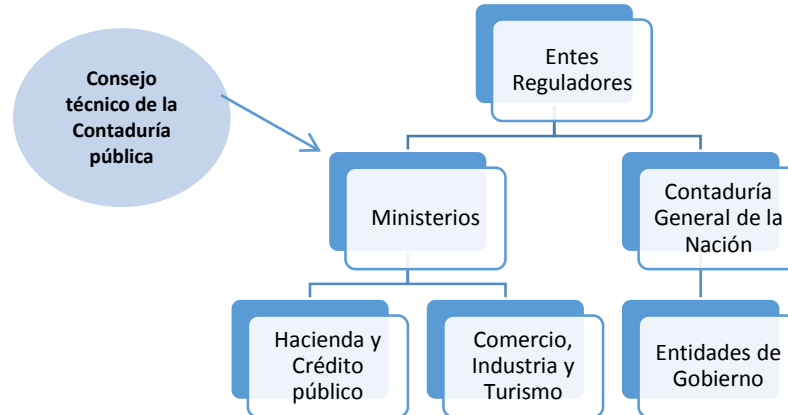 Entes
Reguladores
Consejo
técnico de la
Contaduría
pública
Ministerios
Contaduría
General de la
Nación
Hacienda y
Crédito
público
Comercio,
Industria y
Turismo
Entidades de
Gobierno